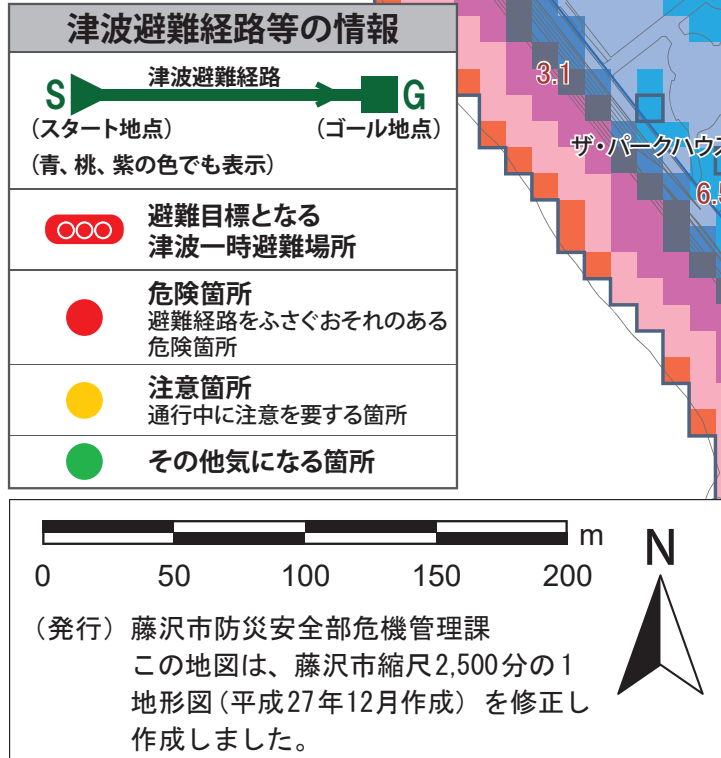 津波避難経路等の情報
津波避難経路
S G
(スタート地点) (ゴール地点)
(青、桃、紫の色でも表示)
避難目標となる
津波一時避難場所
危険箇所
避難経路をふさぐおそれのある
危険箇所
注意箇所
通行中に注意を要する箇所
その他気になる箇所
3.1
ザ・パークハウス
6.5
m
0 50 100 150 200
N
(発行) 藤沢市防災安全部危機管理課
この地図は、藤沢市縮尺2,500分の1
地形図(平成27年12月作成) を修正し
作成しました。